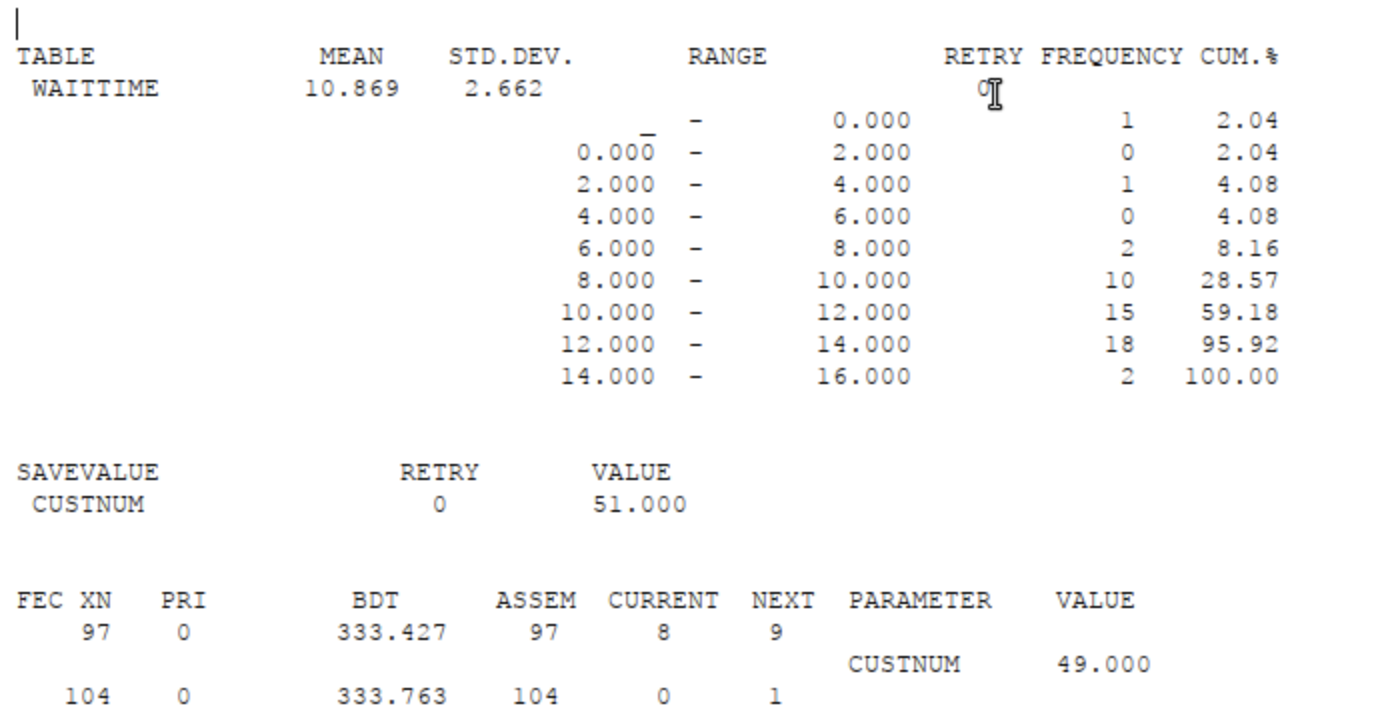 TABLE MEAN STD.DEV. RANGE RETRY FREQUENCY CUM.%
WAITTIME 10.869 2.662 0
_ - 0.000 1 2.04
0.000 - 2.000 0 2.04
2.000 - 4.000 1 4.08
4.000 - 6.000 0 4.08
6.000 - 8.000 2 8.16
8.000 - 10.000 10 28.57
10.000 - 12.000 15 59.18
12.000 - 14.000 18 95.92
14.000 - 16.000 2 100.00
SAVEVALUE RETRY VALUE
CUSTNUM 0 51.000
FEC XN PRI BDT ASSEM CURRENT NEXT PARAMETER VALUE
97 0 333.427 97 8 9
CUSTNUM 49.000
104 0 333.763 104 0 1